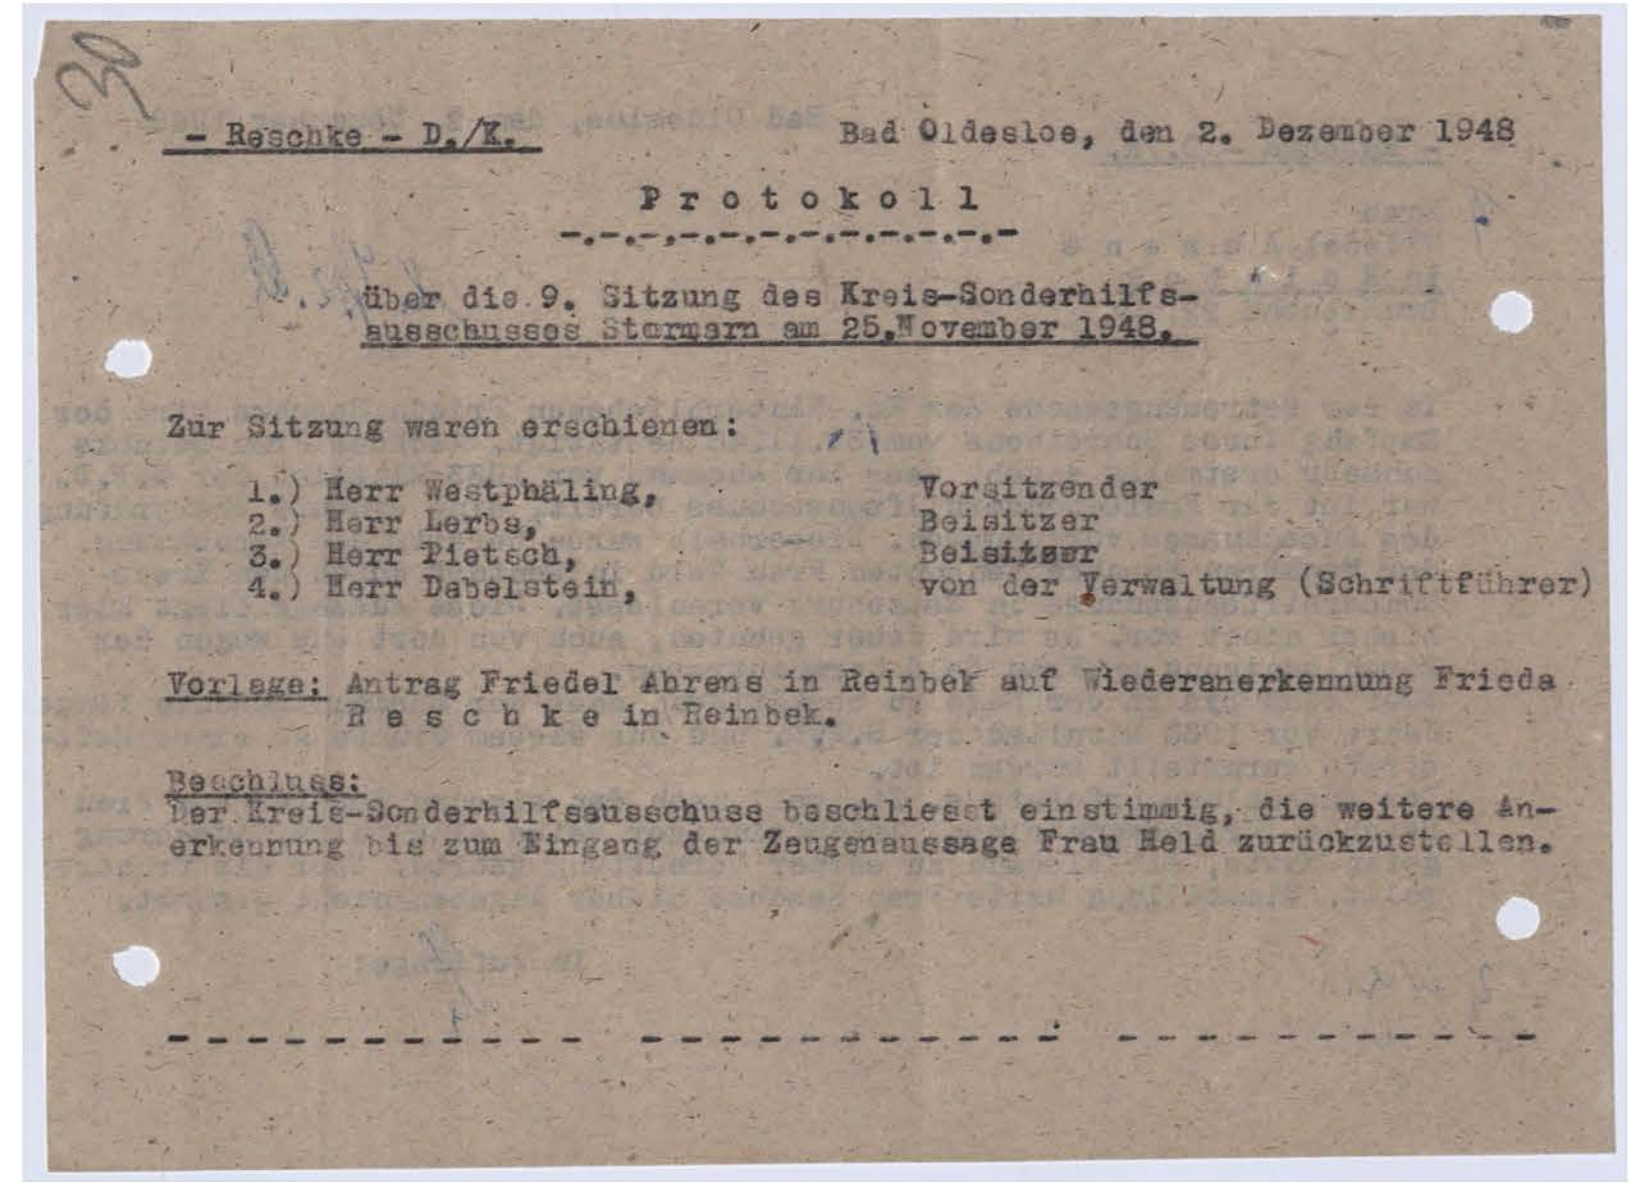 30
- Reschke - D./K. Bad Oldesloe, den 2. Dezember 1948
P r o t o k o l l
-.-.-.-.-.-.-.-.-.-.-.-.-
über die 9. Sitzung des Kreis-Sonderhilfs-
ausschusses Stormarn am 25.November 1948.
Zur Sitzung waren erschienen:
1.) Herr Westphäling, Vorsitzender
2.) Herr Lerbs, Beisitzer
3.) Herr Pietsch, Beisitzer
4.) Herr Dabelstein, von der Verwaltung (Schriftführer)
Vorlage: Antrag Friedel Ahrens in Reinbek auf Wiederanerkennung Frieda
R e s c h k e in Reinbek.
Beschluss:
Der Kreis-Sonderhilfsausschuss beschliesst einstimmig, die weitere An-
erkennung bis zum Eingang der Zeugenaussage Frau Held zurückzustellen.